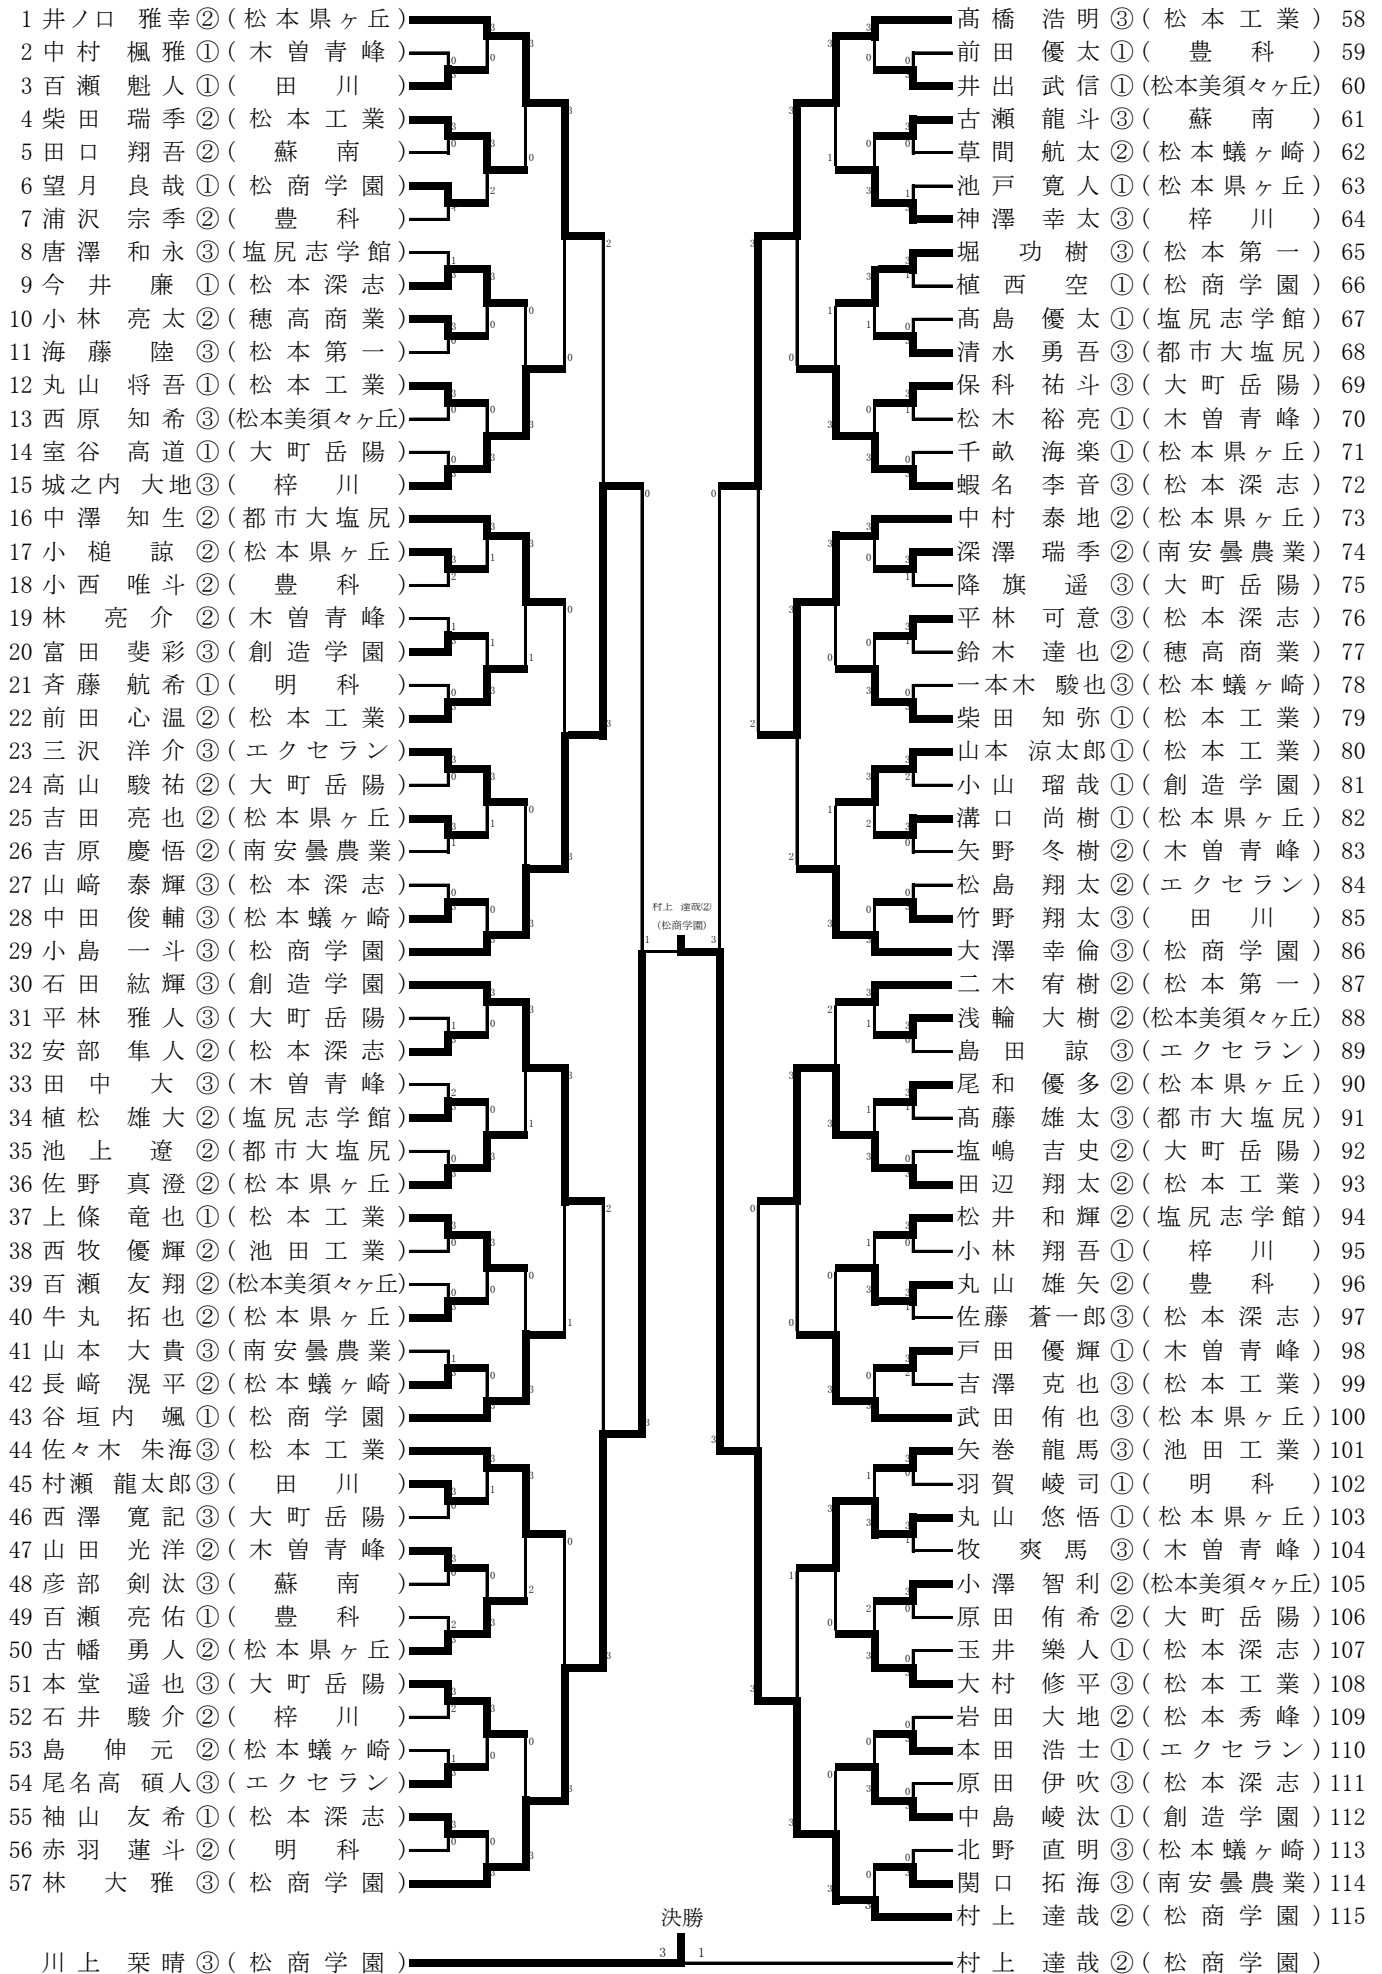 1 井ノ口 雅幸②(松本県ヶ丘)
2 中村 楓雅①(木曽青峰)
3 百瀬 魁人①(田川)
4 柴田 瑞季②(松本工業)
5 田口 翔吾②(蘇南)
6 望月 良哉①(松商学園)
7 浦沢 宗季②(豊科)
8 唐澤 和永③(塩尻志学館)
9 今井 廉①(松本深志)
10 小林 亮太②(穂高商業)
11 海藤 陸③(松本第一)
12 丸山 将吾①(松本工業)
13 西原 知希③(松本美須々ヶ丘)
14 室谷 高道①(大町岳陽)
15 城之内 大地③(梓川)
16 中澤 知生②(都市大塩尻)
17 小槌 諒②(松本県ヶ丘)
18 小西 唯斗②(豊科)
19 林 亮介②(木曽青峰)
20 富田 斐彩③(創造学園)
21 斉藤 航希①(明科)
22 前田 心温②(松本工業)
23 三沢 洋介③(エクセラン)
24 高山 駿祐②(大町岳陽)
25 吉田 亮也②(松本県ヶ丘)
26 吉原 慶悟②(南安曇農業)
27 山﨑 泰輝③(松本深志)
28 中田 俊輔③(松本蟻ヶ崎)
29 小島 一斗③(松商学園)
30 石田 紘輝③(創造学園)
31 平林 雅人③(大町岳陽)
32 安部 隼人②(松本深志)
33 田中 大③(木曽青峰)
34 植松 雄大②(塩尻志学館)
35 池上 遼②(都市大塩尻)
36 佐野 真澄②(松本県ヶ丘)
37 上條 竜也①(松本工業)
38 西牧 優輝②(池田工業)
39 百瀬 友翔②(松本美須々ヶ丘)
40 牛丸 拓也②(松本県ヶ丘)
41 山本 大貴③(南安曇農業)
42 長﨑 滉平②(松本蟻ヶ崎)
43 谷垣内 颯①(松商学園)
44 佐々木 朱海③(松本工業)
45 村瀬 龍太郎③(田川)
46 西澤 寛記③(大町岳陽)
47 山田 光洋②(木曽青峰)
48 彦部 剣汰③(蘇南)
49 百瀬 亮佑①(豊科)
50 古幡 勇人②(松本県ヶ丘)
51 本堂 遥也③(大町岳陽)
52 石井 駿介②(梓川)
53 島 伸元②(松本蟻ヶ崎)
54 尾名高 碩人③(エクセラン)
55 袖山 友希①(松本深志)
56 赤羽 蓮斗②(明科)
57 林 大雅③(松商学園)
村上 達哉②
(松商学園)
1 3
髙橋 浩明③(松本工業) 58
前田 優太①(豊科) 59
井出 武信①(松本美須々ヶ丘) 60
古瀬 龍斗③(蘇南) 61
草間 航太②(松本蟻ヶ崎) 62
池戸 寛人①(松本県ヶ丘) 63
神澤 幸太③(梓川) 64
堀 功樹③(松本第一) 65
植西 空①(松商学園) 66
髙島 優太①(塩尻志学館) 67
清水 勇吾③(都市大塩尻) 68
保科 祐斗③(大町岳陽) 69
松木 裕亮①(木曽青峰) 70
千畝 海楽①(松本県ヶ丘) 71
蝦名 李音③(松本深志) 72
中村 泰地②(松本県ヶ丘) 73
深澤 瑞季②(南安曇農業) 74
降旗 遥③(大町岳陽) 75
平林 可意③(松本深志) 76
鈴木 達也②(穂高商業) 77
一本木 駿也③(松本蟻ヶ崎) 78
柴田 知弥①(松本工業) 79
山本 涼太郎①(松本工業) 80
小山 瑠哉①(創造学園) 81
溝口 尚樹①(松本県ヶ丘) 82
矢野 冬樹②(木曽青峰) 83
松島 翔太②(エクセラン) 84
竹野 翔太③(田川) 85
大澤 幸倫③(松商学園) 86
二木 宥樹②(松本第一) 87
浅輪 大樹②(松本美須々ヶ丘) 88
島田 諒③(エクセラン) 89
尾和 優多②(松本県ヶ丘) 90
髙藤 雄太③(都市大塩尻) 91
塩嶋 吉史②(大町岳陽) 92
田辺 翔太②(松本工業) 93
松井 和輝②(塩尻志学館) 94
小林 翔吾①(梓川) 95
丸山 雄矢②(豊科) 96
佐藤 蒼一郎③(松本深志) 97
戸田 優輝①(木曽青峰) 98
吉澤 克也③(松本工業) 99
武田 侑也③(松本県ヶ丘) 100
矢巻 龍馬③(池田工業) 101
羽賀 崚司①(明科) 102
丸山 悠悟①(松本県ヶ丘) 103
牧 爽馬③(木曽青峰) 104
小澤 智利②(松本美須々ヶ丘) 105
原田 侑希②(大町岳陽) 106
玉井 樂人①(松本深志) 107
大村 修平③(松本工業) 108
岩田 大地②(松本秀峰) 109
本田 浩士①(エクセラン) 110
原田 伊吹③(松本深志) 111
中島 崚汰①(創造学園) 112
北野 直明③(松本蟻ヶ崎) 113
関口 拓海③(南安曇農業) 114
村上 達哉②(松商学園) 115
決勝
川上 栞晴③(松商学園) 3 1 村上 達哉②(松商学園)